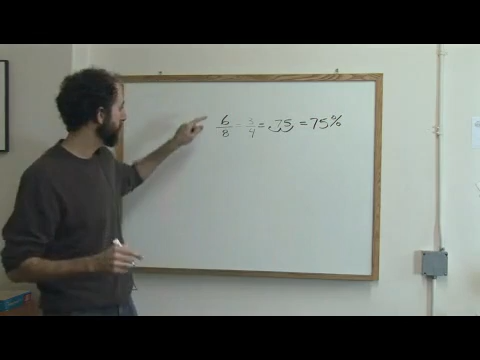 6/8 = 3/4 = .75 = 75%